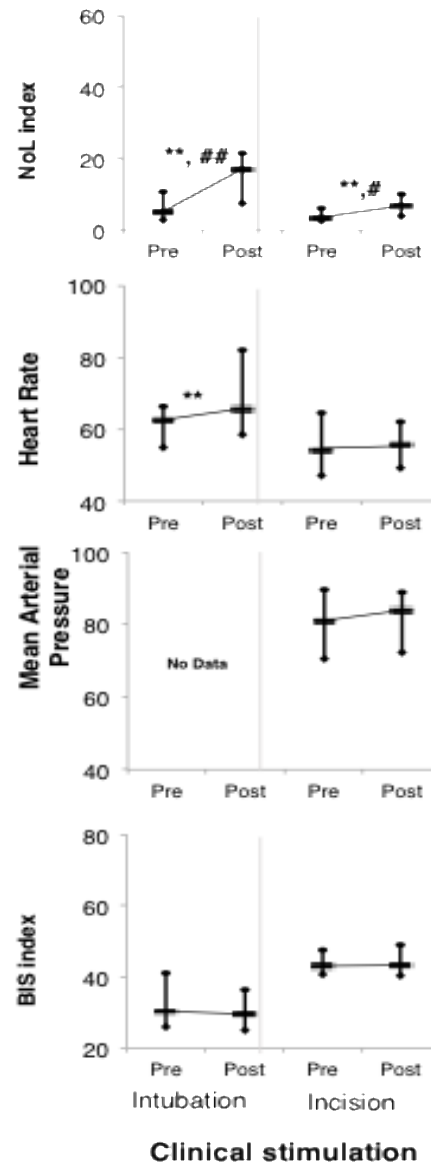 NoL index
60
40
20
0
**, ##
**,#
Pre Post Pre Post
Heart Rate
100
80
60
40
**
Pre Post Pre Post
Mean Arterial
Pressure
100
80
60
40
No Data
Pre Post Pre Post
BIS index
80
60
40
20
Pre Post Pre Post
Intubation Incision
Clinical stimulation